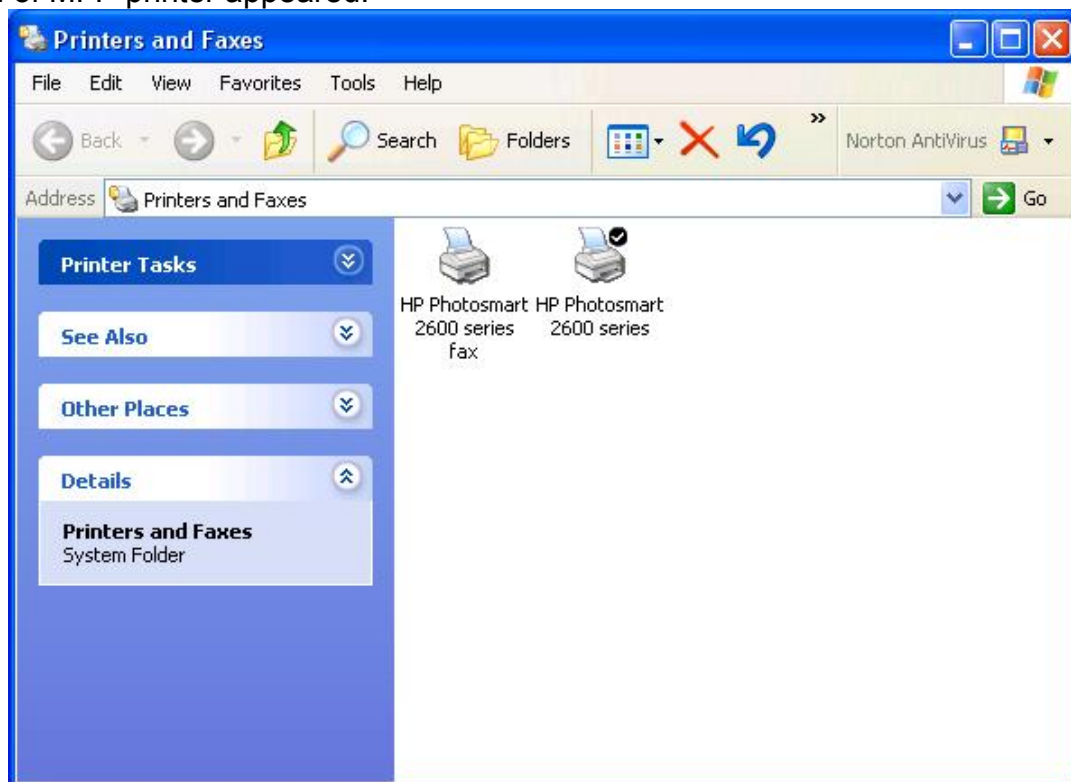 printer appeared.
Printers and Faxes
File Edit View Favorites Tools Help
Back Search Folders » Norton AntiVirus
Address Printers and Faxes Go
Printer Tasks
See Also
Other Places
Details
Printers and Faxes
System Folder
HP Photosmart
2600 series
fax
HP Photosmart
2600 series